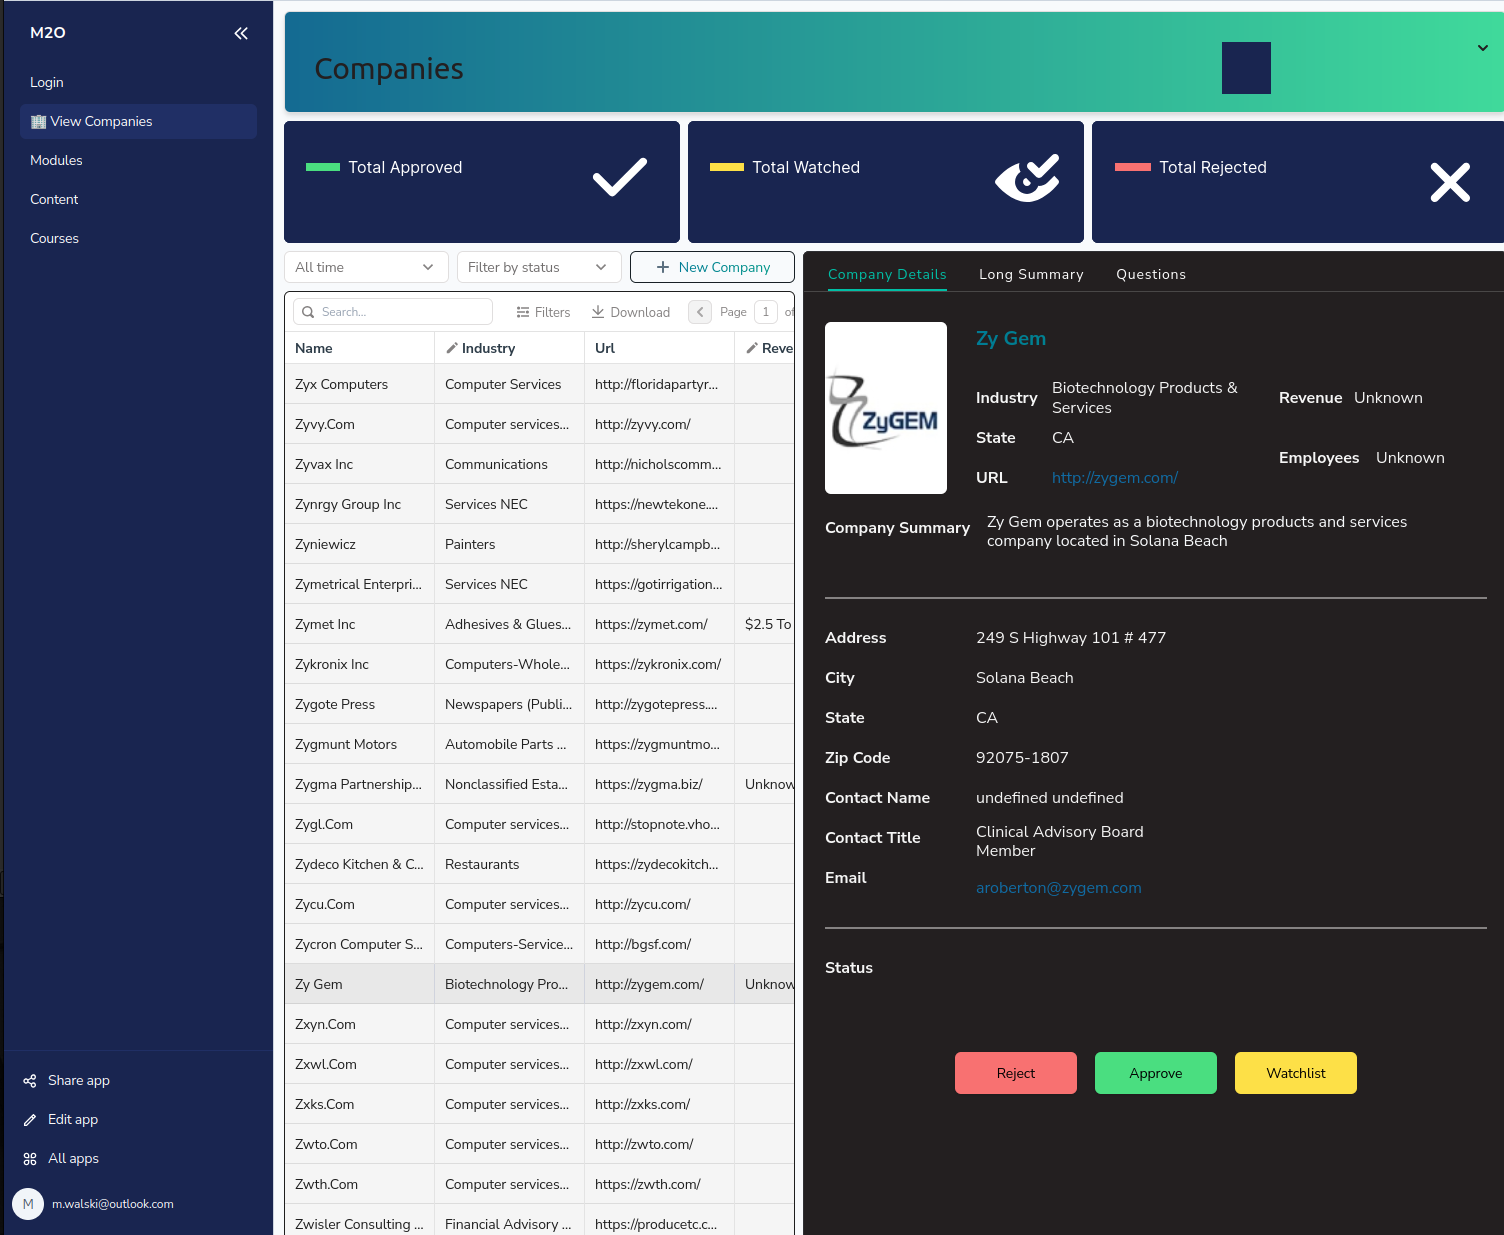 M2O
Login
View Companies
Modules
Content
Courses
Share app
Edit app
All apps
M
m.walski@outlook.com
Companies
Total Approved
Total Watched
Total Rejected
All time
Filter by status
New Company
Search...
Filters
Download
Page 1 of
Name Industry Url Reve
Zyx Computers Computer Services http://floridapartyr...
Zyvy.Com Computer services... http://zyvy.com/
Zyvax Inc Communications http://nicholscomm...
Zynrgy Group Inc Services NEC https://newtekone....
Zyniewicz Painters http://sherylcampb...
Zymetrical Enterpri... Services NEC https://gotirrigation...
Zymet Inc Adhesives & Glues... https://zymet.com/ $2.5 To
Zykronix Inc Computers-Whole... https://zykronix.com/
Zygote Press Newspapers (Publi... http://zygotepress....
Zygmunt Motors Automobile Parts ... https://zygmuntmo...
Zygma Partnership... Nonclassified Esta... https://zygma.biz/ Unknow
Zygl.Com Computer services... http://stopnote.vho...
Zydeco Kitchen & C... Restaurants https://zydecokitch...
Zycu.Com Computer services... http://zycu.com/
Zycron Computer S... Computers-Service... http://bgsf.com/
Zy Gem Biotechnology Pro... http://zygem.com/ Unknow
Zxyn.Com Computer services... http://zxyn.com/
Zxwl.Com Computer services... http://zxwl.com/
Zxks.Com Computer services... http://zxks.com/
Zwto.Com Computer services... http://zwto.com/
Zwth.Com Computer services... https://zwth.com/
Zwisler Consulting ... Financial Advisory ... https://producetc.c...
Company Details
Long Summary
Questions
ZyGEM
Zy Gem
Industry Biotechnology Products &
Services
Revenue Unknown
State CA
Employees Unknown
URL http://zygem.com/
Company Summary Zy Gem operates as a biotechnology products and services
company located in Solana Beach
Address 249 S Highway 101 # 477
City Solana Beach
State CA
Zip Code 92075-1807
Contact Name undefined undefined
Contact Title Clinical Advisory Board
Member
Email aroberton@zygem.com
Status
Reject
Approve
Watchlist